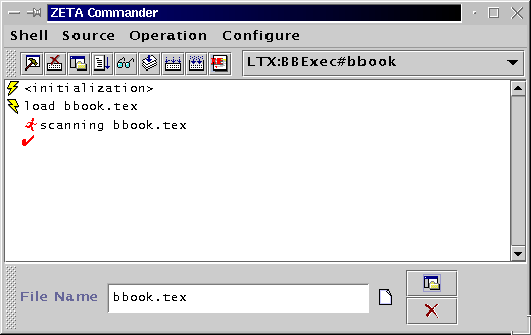 ZETA Commander
Shell Source Operation Configure
LTX:BBExec#bbook
<initialization>
load bbook.tex
scanning bbook.tex
File Name bbook.tex